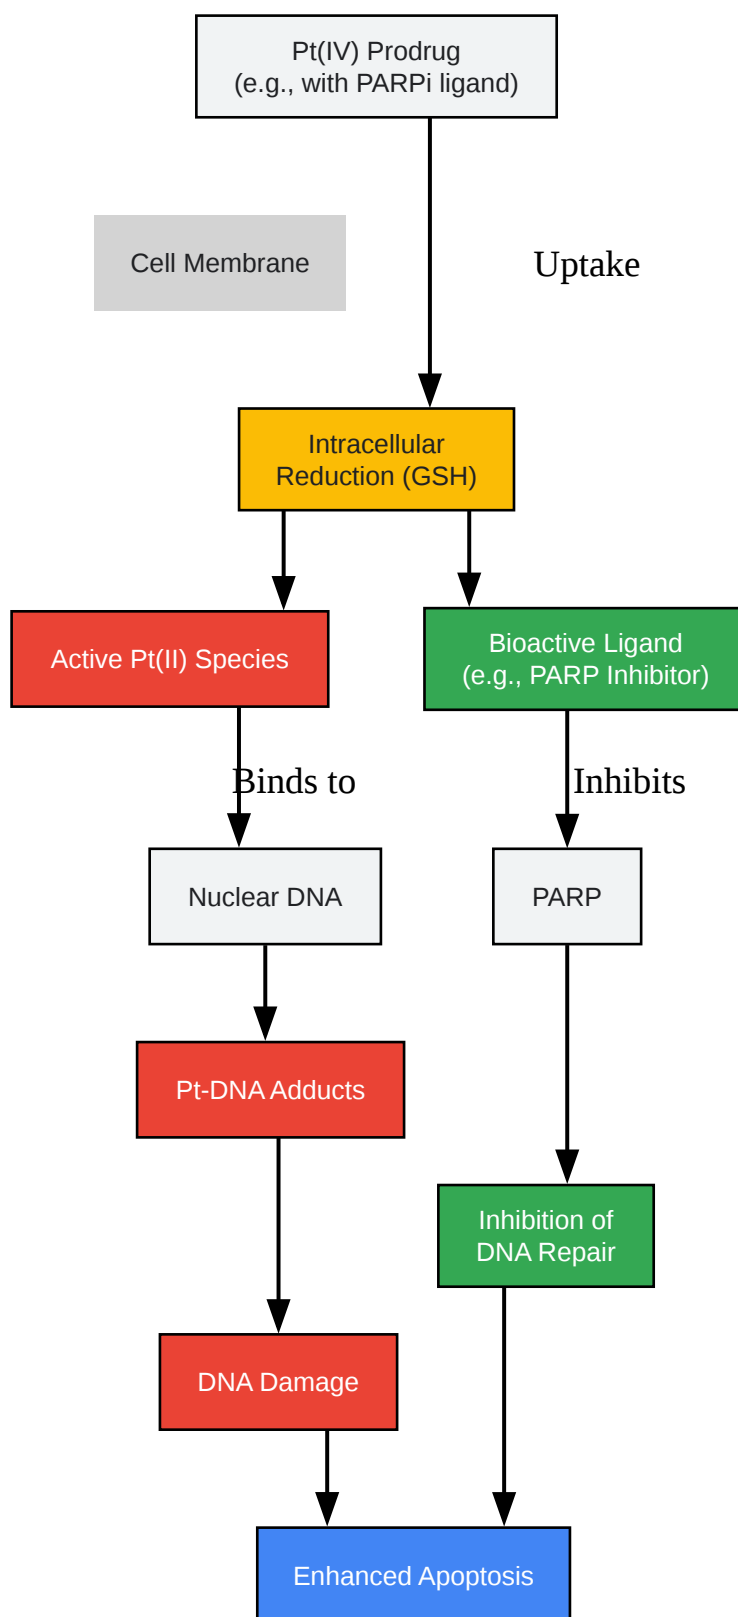 Pt(IV) Prodrug
(e.g., with PARPi ligand)
Cell Membrane
Uptake
Intracellular
Reduction (GSH)
Active Pt(II) Species
Bioactive Ligand
(e.g., PARP Inhibitor)
Binds to
Inhibits
Nuclear DNA
PARP
Pt-DNA Adducts
Inhibition of
DNA Repair
DNA Damage
Enhanced Apoptosis